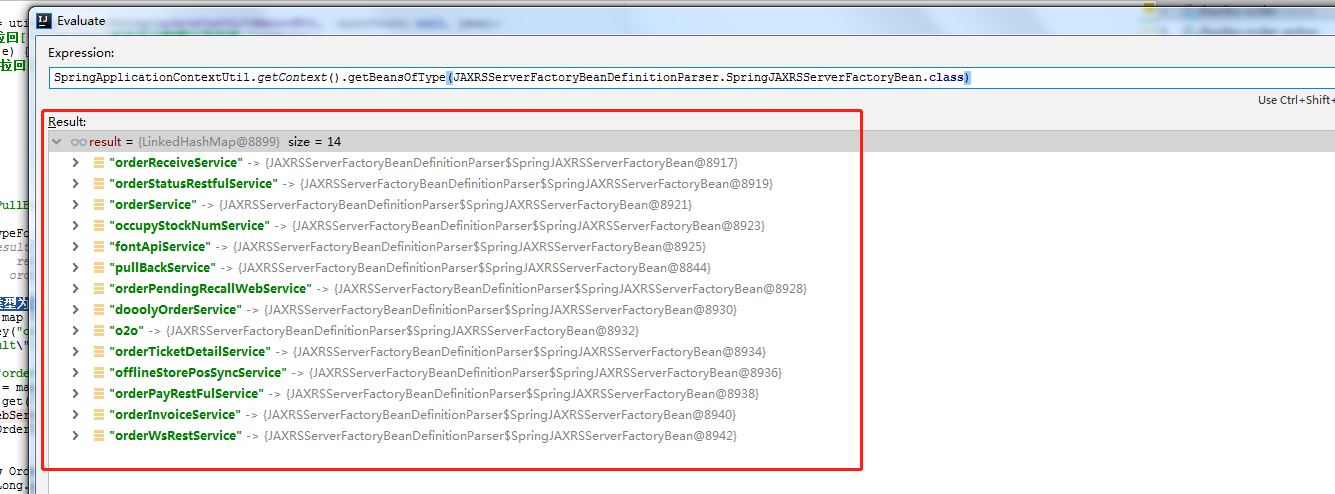 Evaluate
Expression:
SpringApplicationContextUtil.getContext().getBeansOfType(JAXRSServerFactoryBeanDefinitionParser.SpringJAXRSServerFactoryBean.class)
Use Ctrl+Shift+
Result:
result = {LinkedHashMap@8899} size = 14
"orderReceiveService" -> {JAXRSServerFactoryBeanDefinitionParser$SpringJAXRSServerFactoryBean@8917}
"orderStatusRestfulService" -> {JAXRSServerFactoryBeanDefinitionParser$SpringJAXRSServerFactoryBean@8919}
"orderService" -> {JAXRSServerFactoryBeanDefinitionParser$SpringJAXRSServerFactoryBean@8921}
"occupyStockNumService" -> {JAXRSServerFactoryBeanDefinitionParser$SpringJAXRSServerFactoryBean@8923}
"fontApiService" -> {JAXRSServerFactoryBeanDefinitionParser$SpringJAXRSServerFactoryBean@8925}
"pullBackService" -> {JAXRSServerFactoryBeanDefinitionParser$SpringJAXRSServerFactoryBean@8844}
"orderPendingRecallWebService" -> {JAXRSServerFactoryBeanDefinitionParser$SpringJAXRSServerFactoryBean@8928}
"dooolyOrderService" -> {JAXRSServerFactoryBeanDefinitionParser$SpringJAXRSServerFactoryBean@8930}
"o2o" -> {JAXRSServerFactoryBeanDefinitionParser$SpringJAXRSServerFactoryBean@8932}
"orderTicketDetailService" -> {JAXRSServerFactoryBeanDefinitionParser$SpringJAXRSServerFactoryBean@8934}
"offlineStorePosSyncService" -> {JAXRSServerFactoryBeanDefinitionParser$SpringJAXRSServerFactoryBean@8936}
"orderPayRestFulService" -> {JAXRSServerFactoryBeanDefinitionParser$SpringJAXRSServerFactoryBean@8938}
"orderInvoiceService" -> {JAXRSServerFactoryBeanDefinitionParser$SpringJAXRSServerFactoryBean@8940}
"orderWsRestService" -> {JAXRSServerFactoryBeanDefinitionParser$SpringJAXRSServerFactoryBean@8942}